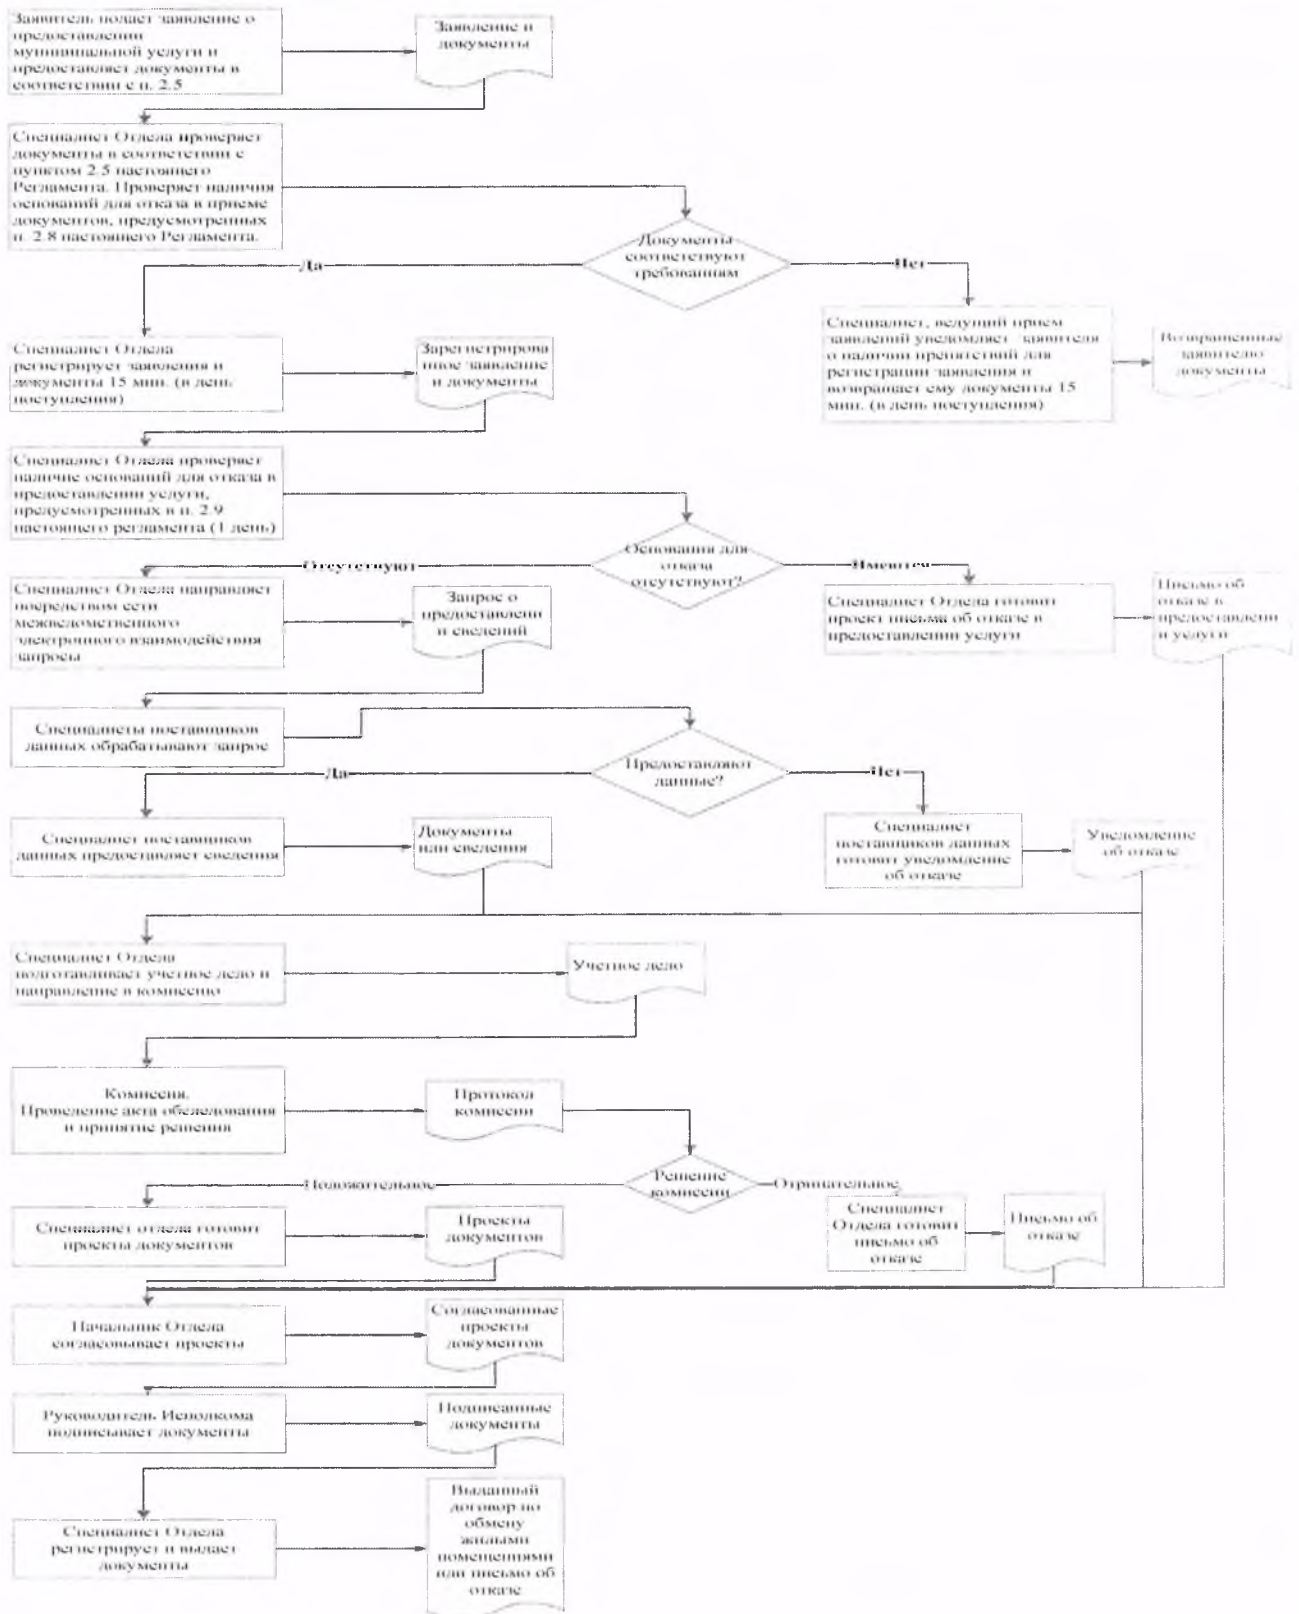 Заявитель подает заявление о
предоставлении
муниципальной услуги и
предоставляет документы в
соответствии с п. 2.5
Заявление и
документы
Специалист Отдела проверяет
документы в соответствии с
пунктом 2.5 настоящего
Регламента. Проверяет наличия
оснований для отказа в приеме
документов, предусмотренных
п. 2.8 настоящего Регламента.
Документы
соответствуют
требованиям
Да
Нет
Специалист Отдела
регистрирует заявления и
документы 15 мин. (в день
поступления)
Зарегистрирова
нное заявление
и документы
Специалист, ведущий прием
заявлений уведомляет заявителя
о наличии препятствий для
регистрации заявления и
возвращает ему документы 15
мин. (в день поступления)
Возвращенные
заявителю
документы
Специалист Отдела проверяет
наличие оснований для отказа в
предоставлении услуги,
предусмотренных в п. 2.9
настоящего регламента (1 день)
Основания для
отказа
отсутствуют?
Отсутствуют
Имеются
Специалист Отдела направляет
посредством сети
межведомственного
электронного взаимодействия
запросы
Запрос о
предоставлени
и сведений
Специалист Отдела готовит
проект письма об отказе в
предоставлении услуги
Письмо об
отказе в
предоставлени
и услуги
Специалисты поставщиков
данных обрабатывают запрос
Предоставляют
данные?
Да
Нет
Специалист поставщиков
данных предоставляет сведения
Документы
или сведения
Специалист
поставщиков данных
готовит уведомление
об отказе
Уведомление
об отказе
Специалист Отдела
подготавливает учетное дело и
направление в комиссию
Учетное дело
Комиссия.
Проведение акта обследования
и принятие решения
Протокол
комиссии
Решение
комиссии
Положительное
Отрицательное
Специалист отдела готовит
проекты документов
Проекты
документов
Специалист
Отдела готовит
письмо об
отказе
Письмо об
отказе
Начальник Отдела
согласовывает проекты
Согласованные
проекты
документов
Руководитель Исполкома
подписывает документы
Подписанные
документы
Специалист Отдела
регистрирует и выдает
документы
Выданный
договор по
обмену
жилыми
помещениями
или письмо об
отказе